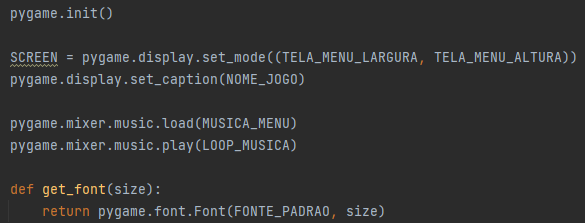 pygame.init()
SCREEN = pygame.display.set_mode((TELA_MENU_LARGURA, TELA_MENU_ALTURA))
pygame.display.set_caption(NOME_JOGO)
pygame.mixer.music.load(MUSICA_MENU)
pygame.mixer.music.play(LOOP_MUSICA)
def get_font(size):
    return pygame.font.Font(FONTE_PADRAO, size)